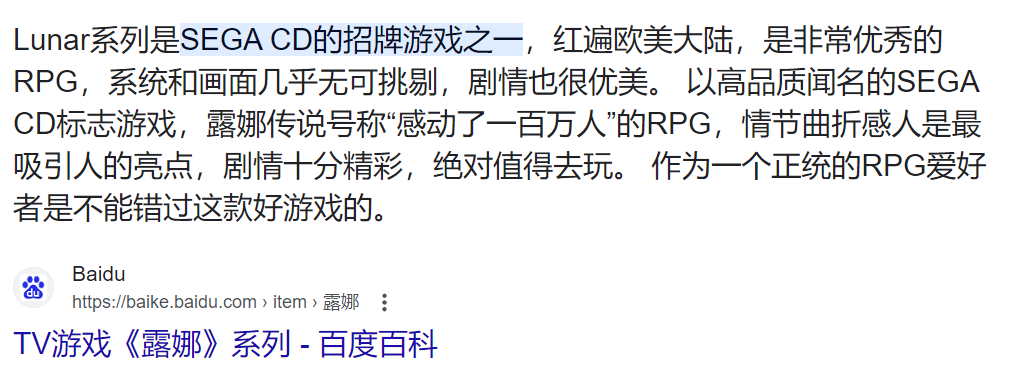 Lunar系列是SEGA CD的招牌游戏之一，红遍欧美大陆，是非常优秀的
RPG，系统和画面几乎无可挑剔，剧情也很优美。 以高品质闻名的SEGA
CD标志游戏，露娜传说号称“感动了一百万人”的RPG，情节曲折感人是最
吸引人的亮点，剧情十分精彩，绝对值得去玩。 作为一个正统的RPG爱好
者是不能错过这款好游戏的。
du
Baidu
https://baike.baidu.com › item › 露娜
TV游戏《露娜》系列 - 百度百科